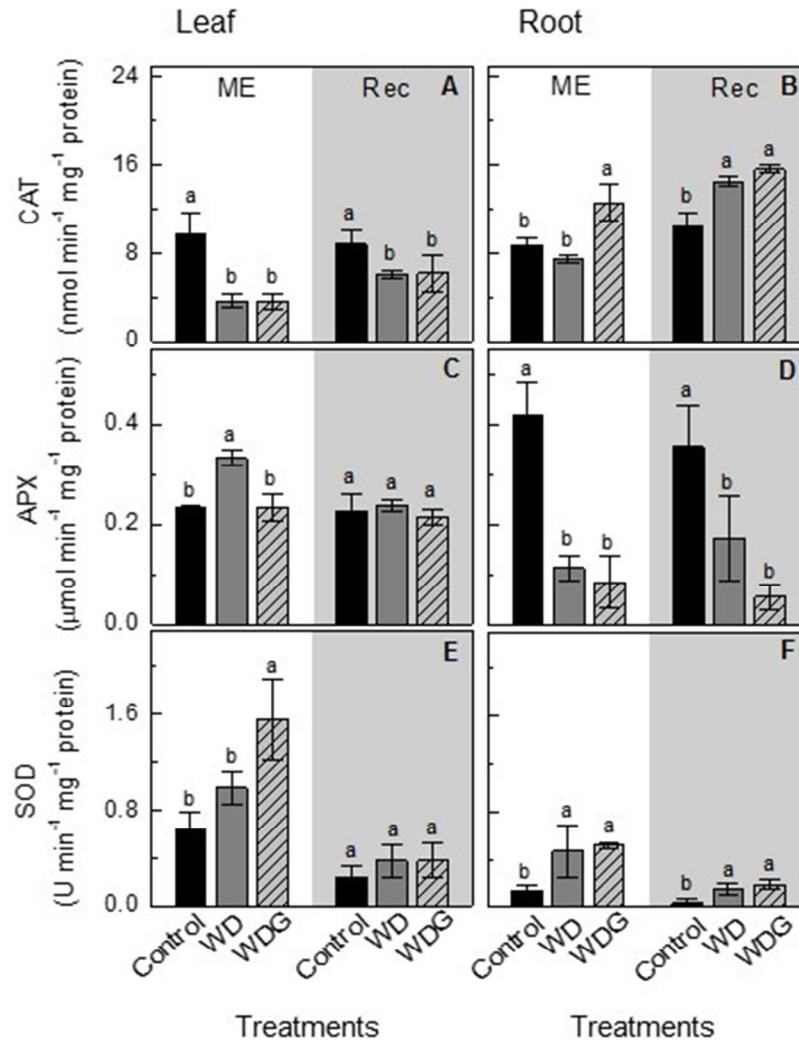 Leaf Root
ME Rec A ME Rec B
CAT
(nmol min⁻¹ mg⁻¹ protein)
24
16
8
0
a b b a b b
b b a b a a
C D
APX
(μmol min⁻¹ mg⁻¹ protein)
0.4
0.2
0.0
b a b a a a
a b b a b b
E F
SOD
(U min⁻¹ mg⁻¹ protein)
1.6
0.8
0.0
b b a a a a
b a a b a a
Control WD WDG Control WD WDG Control WD WDG Control WD WDG
Treatments Treatments